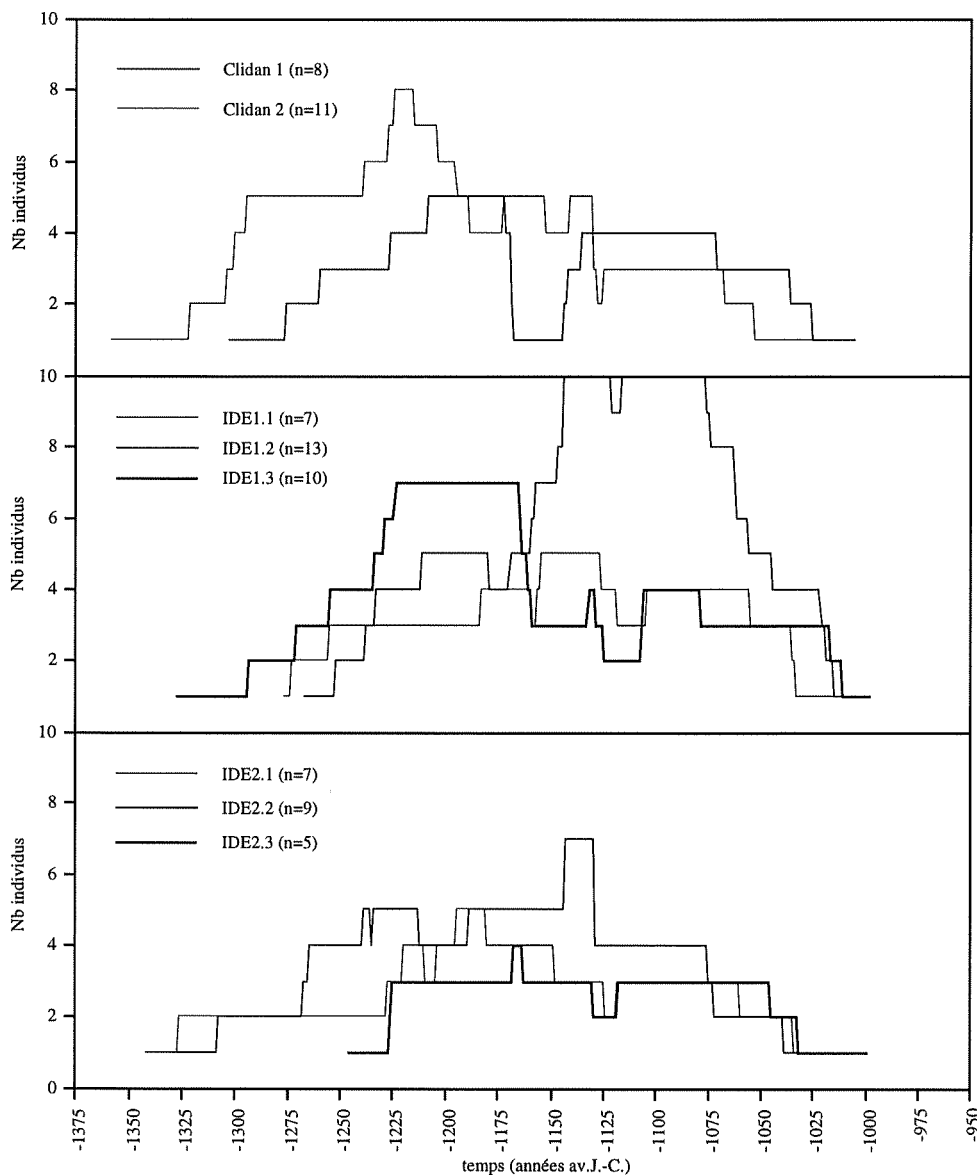 10
8
6
4
2
Nb individus
Clidan 1 (n=8)
Clidan 2 (n=11)
10
8
6
4
2
Nb individus
IDE1.1 (n=7)
IDE1.2 (n=13)
IDE1.3 (n=10)
10
8
6
4
2
0
Nb individus
IDE2.1 (n=7)
IDE2.2 (n=9)
IDE2.3 (n=5)
-1375
-1350
-1325
-1300
-1275
-1250
-1225
-1200
-1175
-1150
-1125
-1100
-1075
-1050
-1025
-1000
-975
-950
temps (années av.J.-C.)